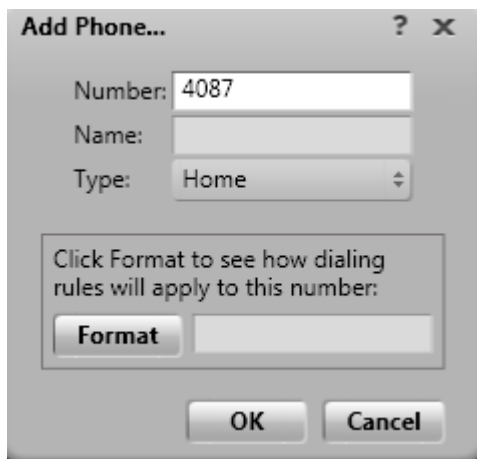 Add Phone... ? x
Number: 4087
Name:
Type: Home
Click Format to see how dialing
rules will apply to this number:
Format
OK Cancel